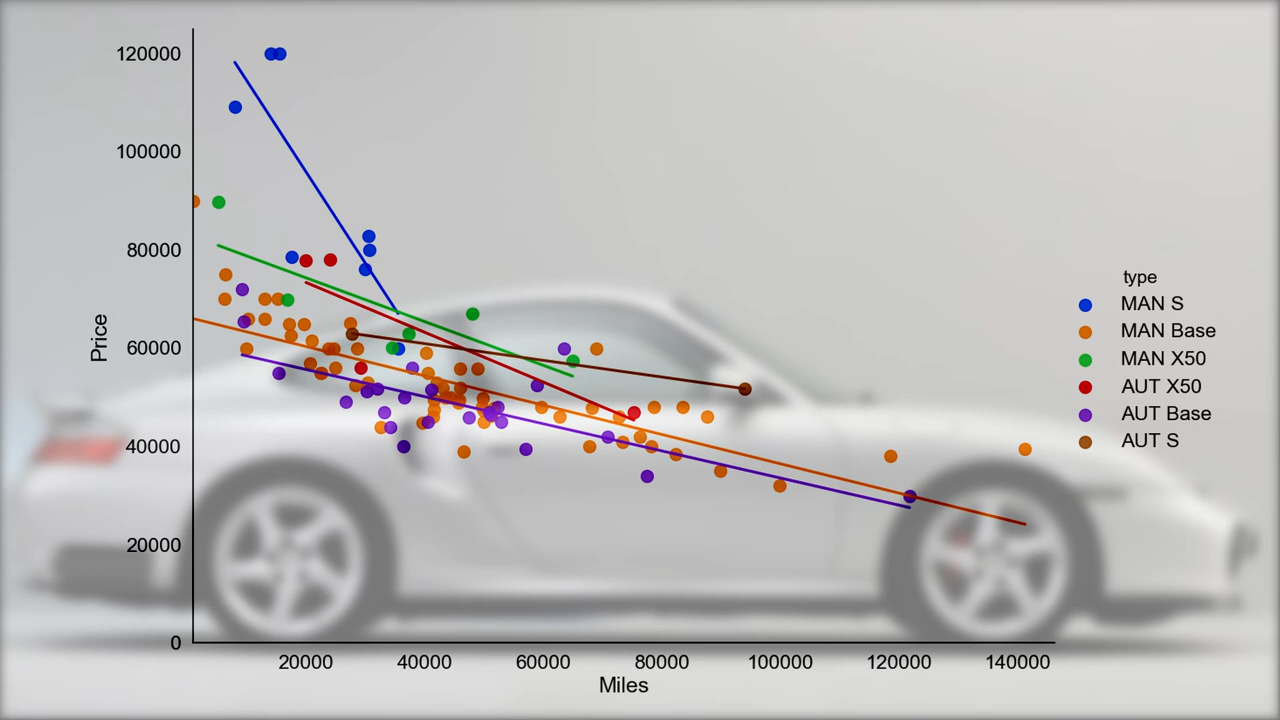 120000
100000
80000
60000
40000
20000
0
Price
20000 40000 60000 80000 100000 120000 140000
Miles
type
MAN S
MAN Base
MAN X50
AUT X50
AUT Base
AUT S